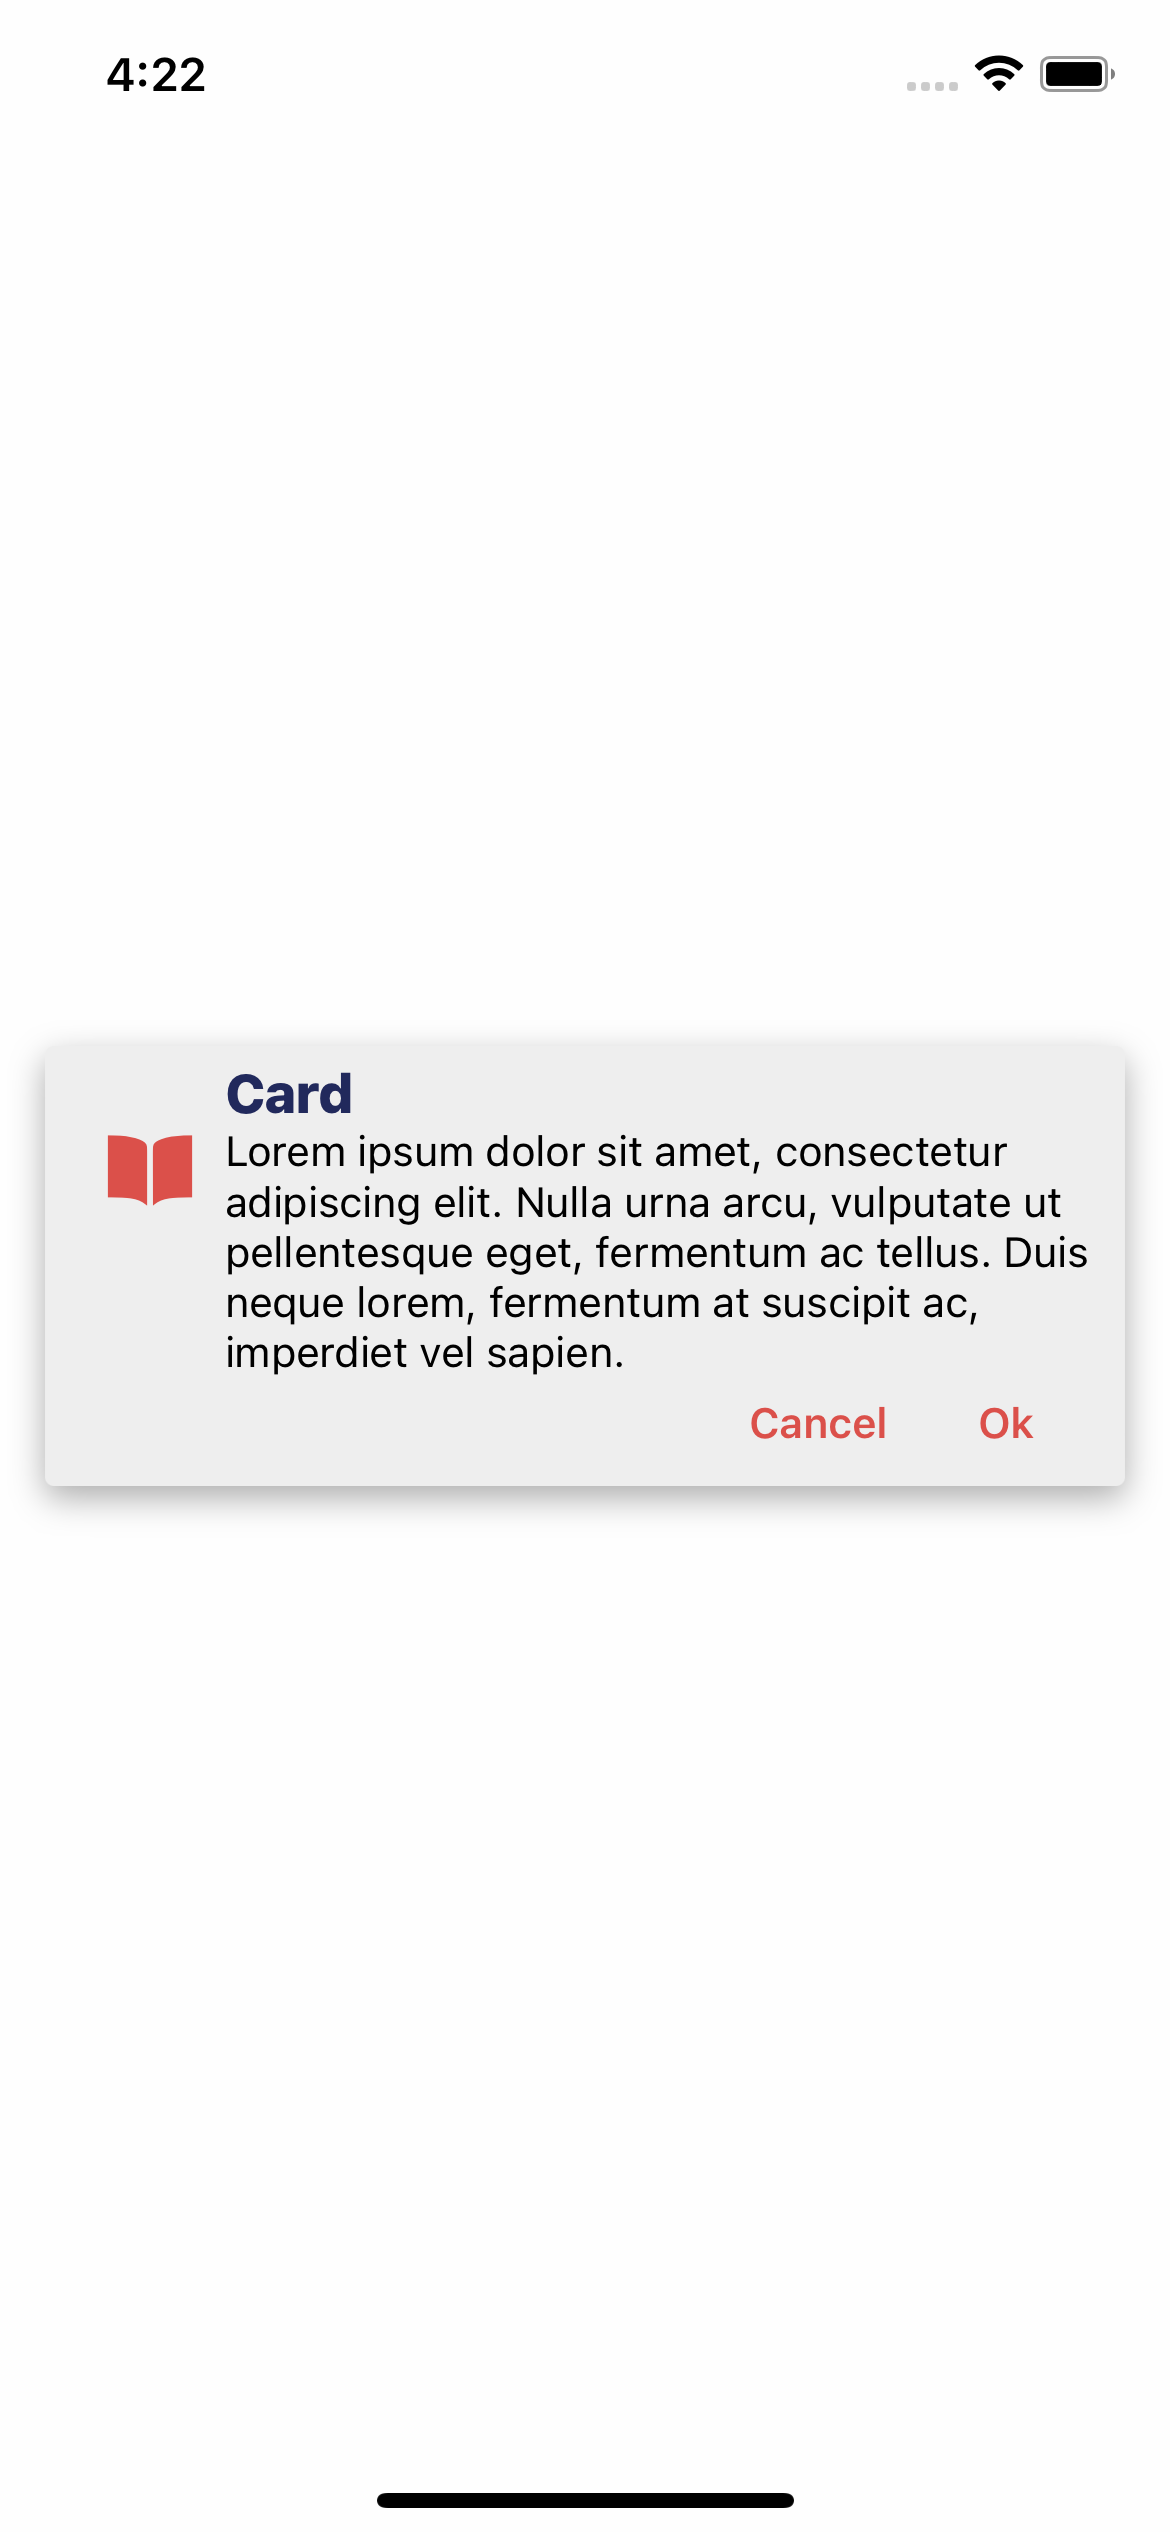 4:22
Card
Lorem ipsum dolor sit amet, consectetur
adipiscing elit. Nulla urna arcu, vulputate ut
pellentesque eget, fermentum ac tellus. Duis
neque lorem, fermentum at suscipit ac,
imperdiet vel sapien.
Cancel Ok